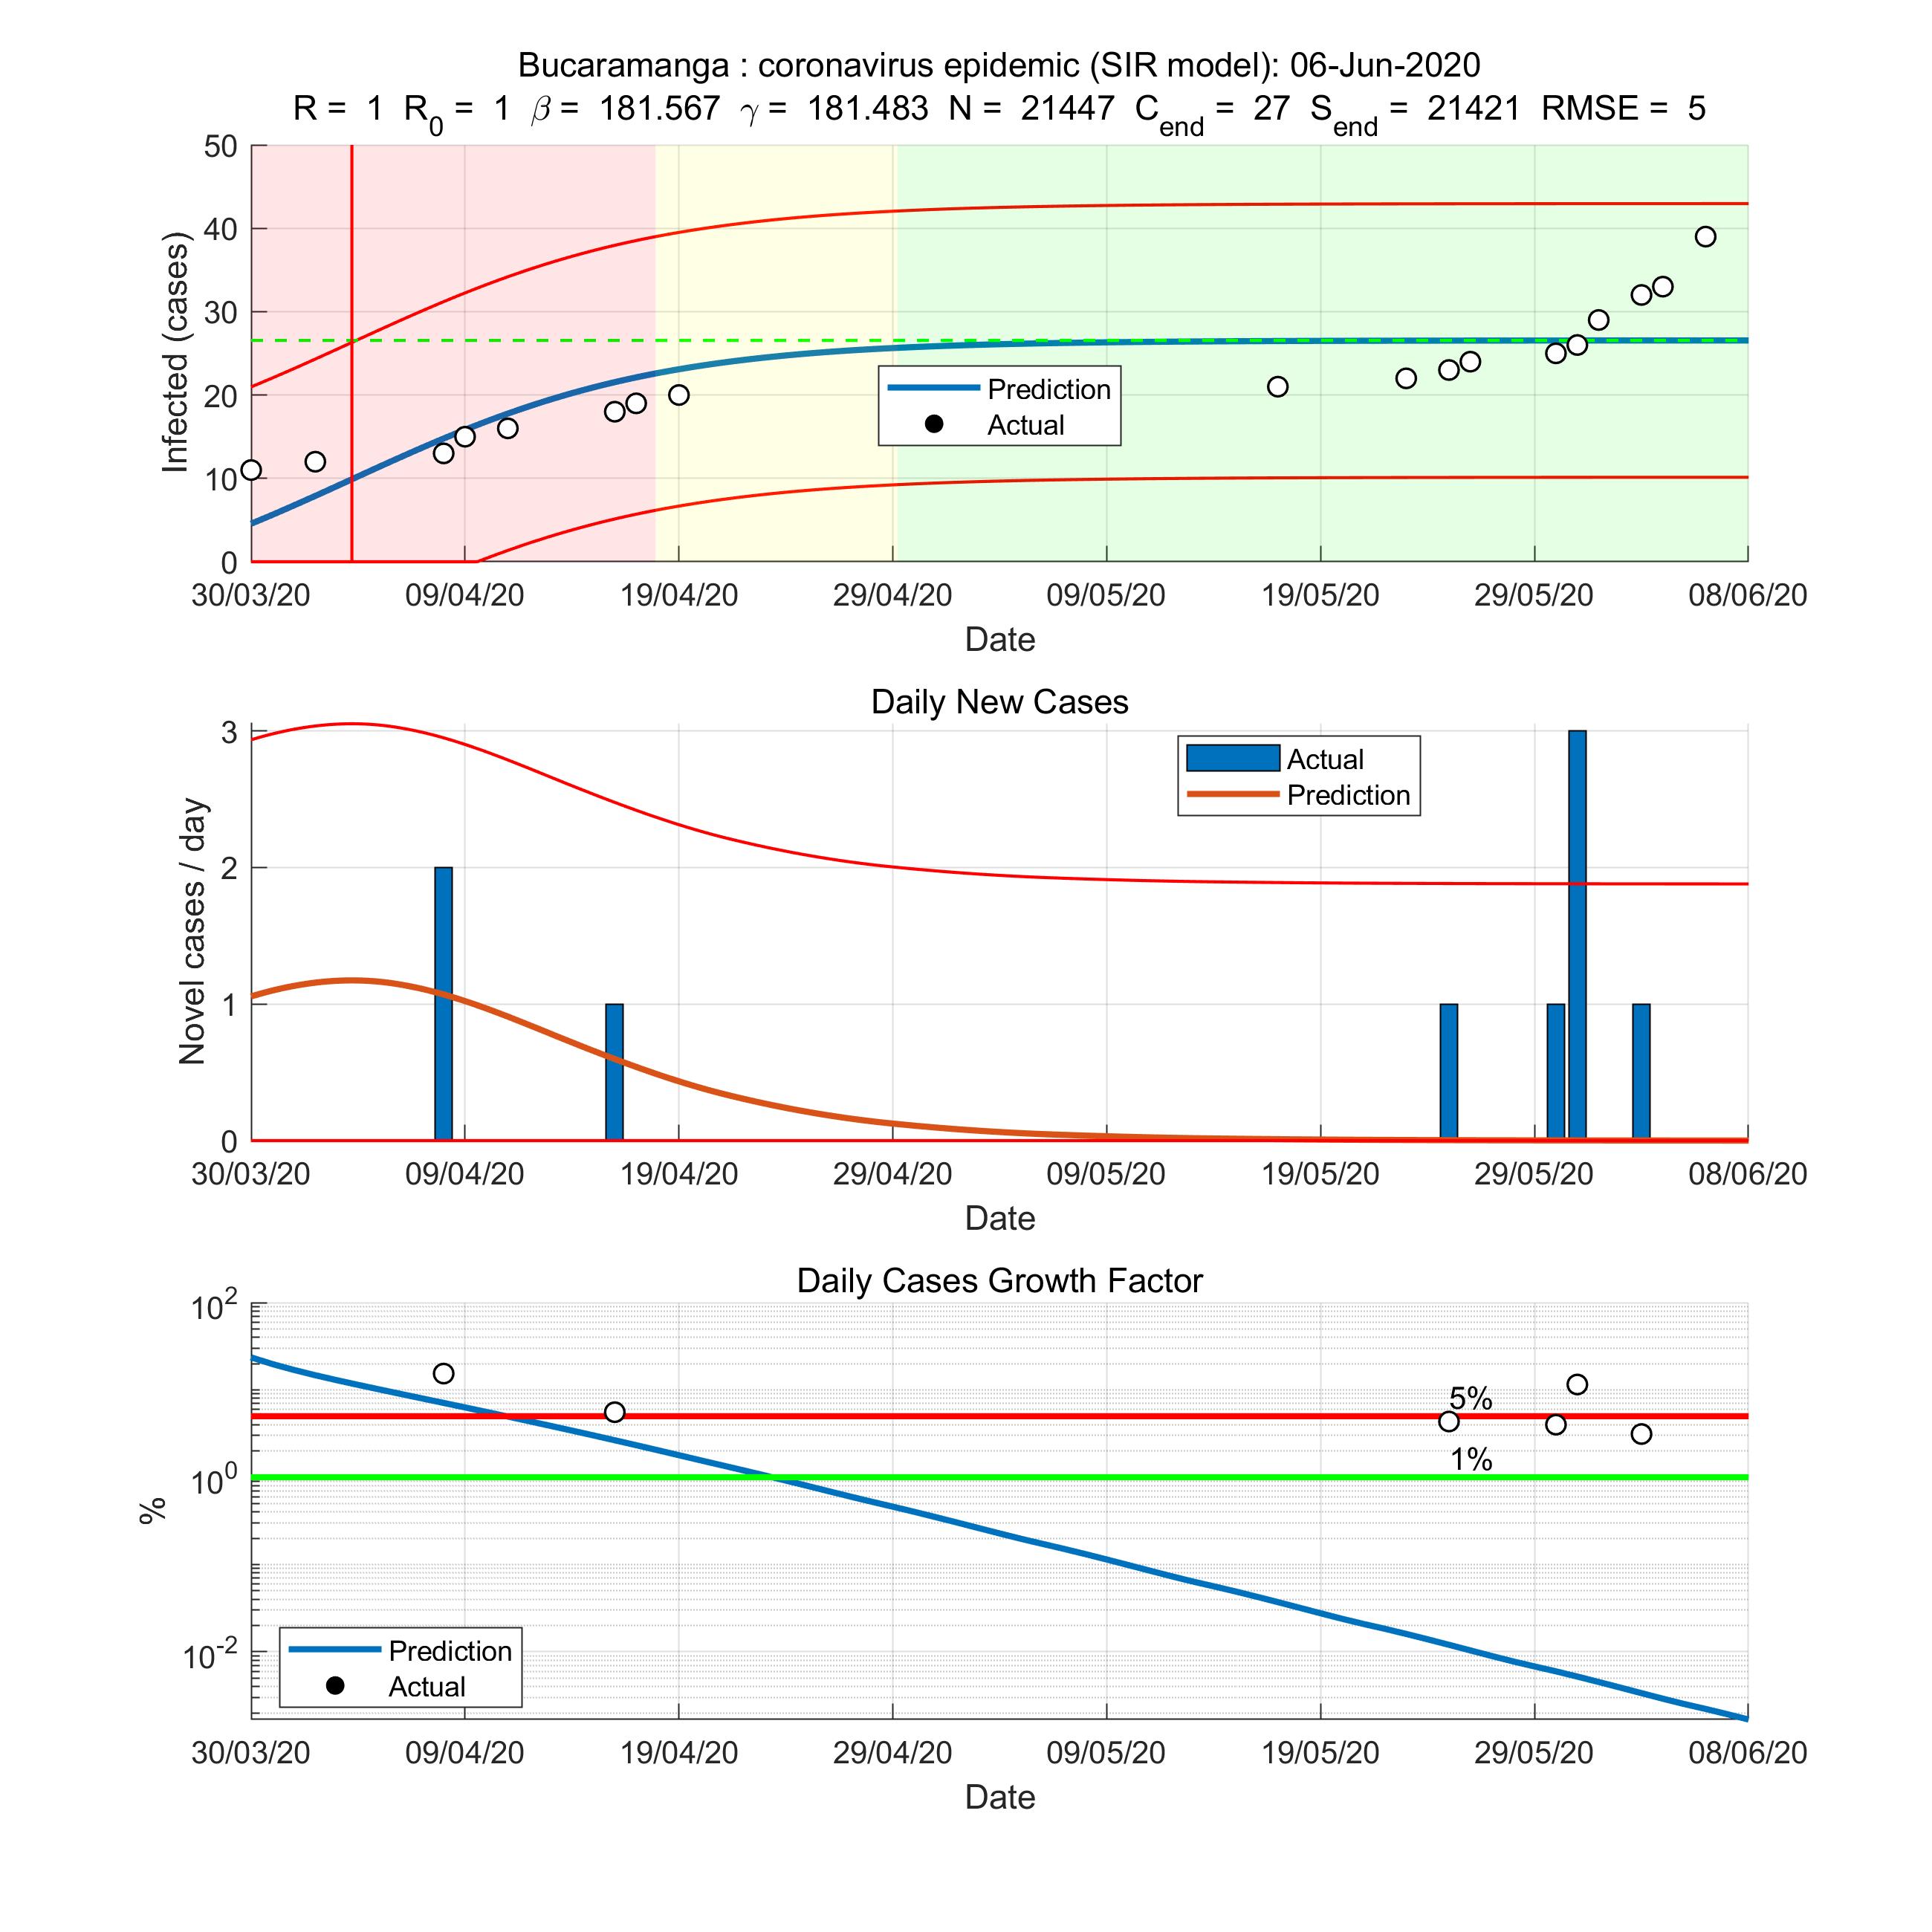 Bucaramanga : coronavirus epidemic (SIR model): 06-Jun-2020
R = 1 R0 = 1 β = 181.567 γ = 181.483 N = 21447 Cend = 27 Send = 21421 RMSE = 5
50
40
30
20
10
0
Infected (cases)
Prediction
Actual
30/03/20 09/04/20 19/04/20 29/04/20 09/05/20 19/05/20 29/05/20 08/06/20
Date
Daily New Cases
3
2
1
0
Novel cases / day
Actual
Prediction
30/03/20 09/04/20 19/04/20 29/04/20 09/05/20 19/05/20 29/05/20 08/06/20
Date
Daily Cases Growth Factor
10^2
10^0
10^-2
%
5%
1%
Prediction
Actual
30/03/20 09/04/20 19/04/20 29/04/20 09/05/20 19/05/20 29/05/20 08/06/20
Date